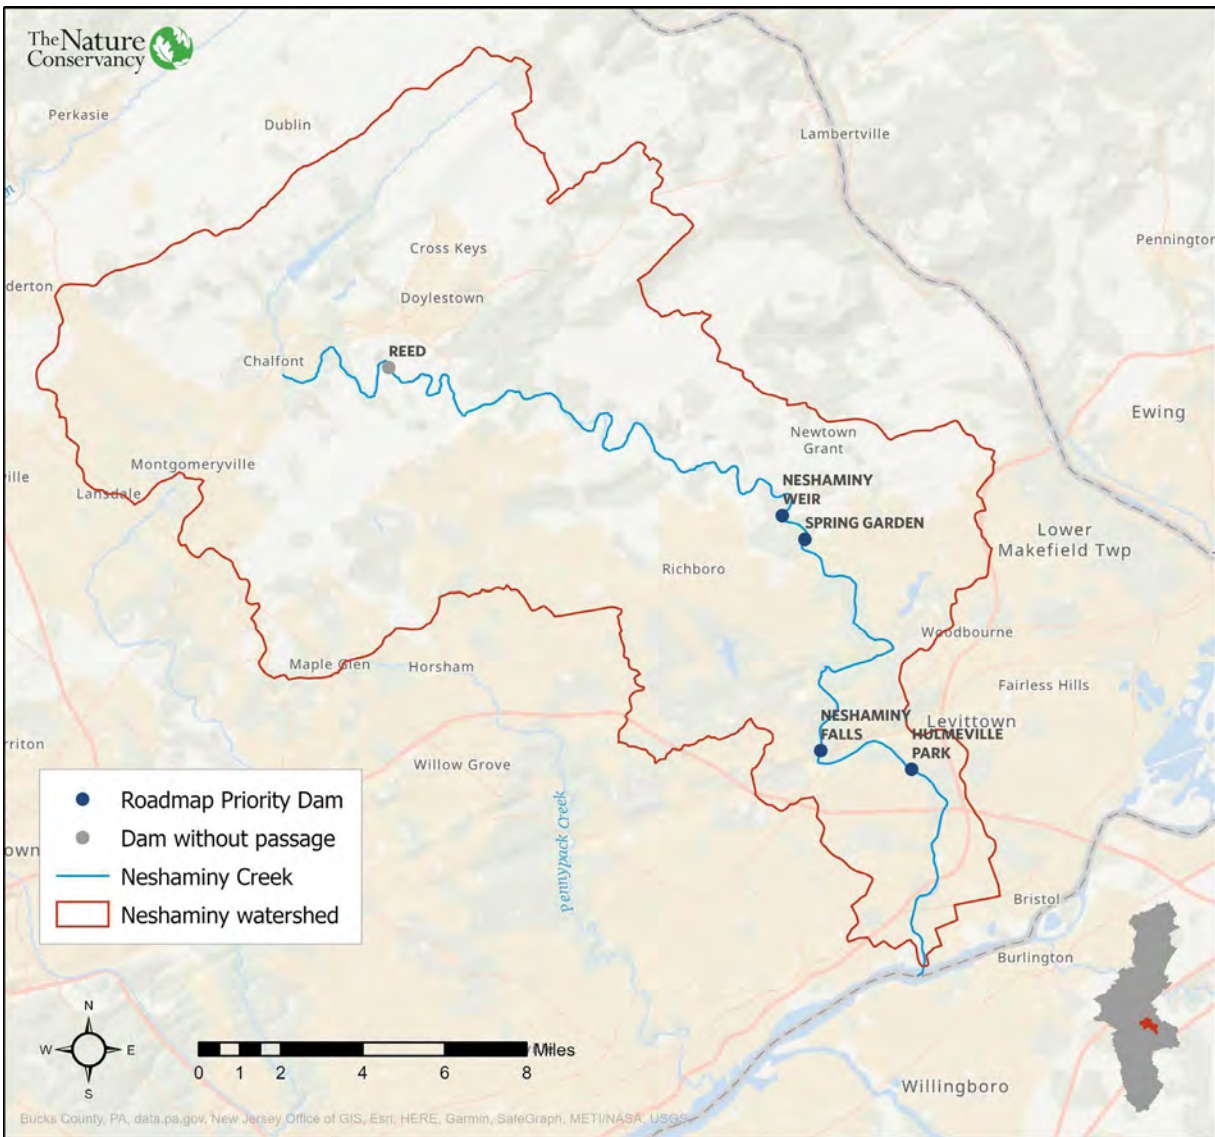 The Nature
Conservancy
Perkasie
Dublin
Lambertville
Pennington
Cross Keys
derton
Doylestown
REED
Chalfont
Ewing
Newtown
Grant
Montgomeryville
ville
Lansdale
NESHAMINY
WEIR
SPRING GARDEN
Lower
Makefield Twp
Richboro
Woodbourne
Maple Glen
Horsham
Fairless Hills
NESHAMINY
FALLS
Levittown
HULMEVILLE
PARK
rriton
Willow Grove
Pennypack Creek
Roadmap Priority Dam
Dam without passage
own
Neshaminy Creek
Neshaminy watershed
Bristol
Burlington
N
W
E
S
Miles
0 1 2 4 6 8
Willingboro
Bucks County, PA, data.pa.gov, New Jersey Office of GIS, Esri, HERE, Garmin, SafeGraph, METI/NASA, USGS